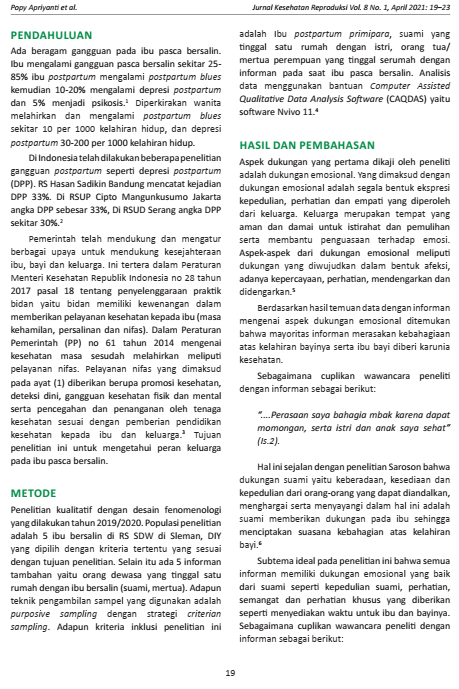 Popy Apriyanti et al.
Jurnal Kesehatan Reproduksi Vol. 8 No. 1, April 2021: 19–23
PENDAHULUAN
Ada beragam gangguan pada ibu pasca bersalin.
Ibu mengalami gangguan pasca bersalin sekitar 25-
85% ibu postpartum mengalami postpartum blues
kemudian 10-20% mengalami depresi postpartum
dan 5% menjadi psikosis.¹ Diperkirakan wanita
melahirkan dan mengalami postpartum blues
sekitar 10 per 1000 kelahiran hidup, dan depresi
postpartum 30-200 per 1000 kelahiran hidup.
Di Indonesia telah dilakukan beberapa penelitian
gangguan postpartum seperti depresi postpartum
(DPP). RS Hasan Sadikin Bandung mencatat kejadian
DPP 33%. Di RSUP Cipto Mangunkusumo Jakarta
angka DPP sebesar 33%, Di RSUD Serang angka DPP
sekitar 30%.²
Pemerintah telah mendukung dan mengatur
berbagai upaya untuk mendukung kesejahteraan
ibu, bayi dan keluarga. Ini tertera dalam Peraturan
Menteri Kesehatan Republik Indonesia no 28 tahun
2017 pasal 18 tentang penyelenggaraan praktik
bidan yaitu bidan memiliki kewenangan dalam
memberikan pelayanan kesehatan kepada ibu (masa
kehamilan, persalinan dan nifas). Dalam Peraturan
Pemerintah (PP) no 61 tahun 2014 mengenai
kesehatan masa sesudah melahirkan meliputi
pelayanan nifas. Pelayanan nifas yang dimaksud
pada ayat (1) diberikan berupa promosi kesehatan,
deteksi dini, gangguan kesehatan fisik dan mental
serta pencegahan dan penanganan oleh tenaga
kesehatan sesuai dengan pemberian pendidikan
kesehatan kepada ibu dan keluarga.³ Tujuan
penelitian ini untuk mengetahui peran keluarga
pada ibu pasca bersalin.
METODE
Penelitian kualitatif dengan desain fenomenologi
yang dilakukan tahun 2019/2020. Populasi penelitian
adalah 5 ibu bersalin di RS SDW di Sleman, DIY
yang dipilih dengan kriteria tertentu yang sesuai
dengan tujuan penelitian. Selain itu ada 5 informan
tambahan yaitu orang dewasa yang tinggal satu
rumah dengan ibu bersalin (suami, mertua). Adapun
teknik pengambilan sampel yang digunakan adalah
purposive sampling dengan strategi criterian
sampling. Adapun kriteria inklusi penelitian ini
adalah Ibu postpartum primipara, suami yang
tinggal satu rumah dengan istri, orang tua/
mertua perempuan yang tinggal serumah dengan
informan pada saat ibu pasca bersalin. Analisis
data menggunakan bantuan Computer Assisted
Qualitative Data Analysis Software (CAQDAS) yaitu
software Nvivo 11.⁴
HASIL DAN PEMBAHASAN
Aspek dukungan yang pertama dikaji oleh peneliti
adalah dukungan emosional. Yang dimaksud dengan
dukungan emosional adalah segala bentuk ekspresi
kepedulian, perhatian dan empati yang diperoleh
dari keluarga. Keluarga merupakan tempat yang
aman dan damai untuk istirahat dan pemulihan
serta membantu penguasaan terhadap emosi.
Aspek-aspek dari dukungan emosional meliputi
dukungan yang diwujudkan dalam bentuk afeksi,
adanya kepercayaan, perhatian, mendengarkan dan
didengarkan.⁵
Berdasarkan hasil temuan data dengan informan
mengenai aspek dukungan emosional ditemukan
bahwa mayoritas informan merasakan kebahagiaan
atas kelahiran bayinya serta ibu bayi diberi karunia
kesehatan.
Sebagaimana cuplikan wawancara peneliti
dengan informan sebagai berikut:
“....Perasaan saya bahagia mbak karena dapat
momongan, serta istri dan anak saya sehat”
(Is.2).
Hal ini sejalan dengan penelitian Saroson bahwa
dukungan suami yaitu keberadaan, kesediaan dan
kepedulian dari orang-orang yang dapat diandalkan,
menghargai serta menyayangi dalam hal ini adalah
suami memberikan dukungan pada ibu sehingga
menciptakan suasana kebahagian atas kelahiran
bayi.⁶
Subtema ideal pada penelitian ini bahwa semua
informan memiliki dukungan emosional yang baik
dari suami seperti kepedulian suami, perhatian,
semangat dan perhatian khusus yang diberikan
seperti menyediakan waktu untuk ibu dan bayinya.
Sebagaimana cuplikan wawancara peneliti dengan
informan sebagai berikut:
19